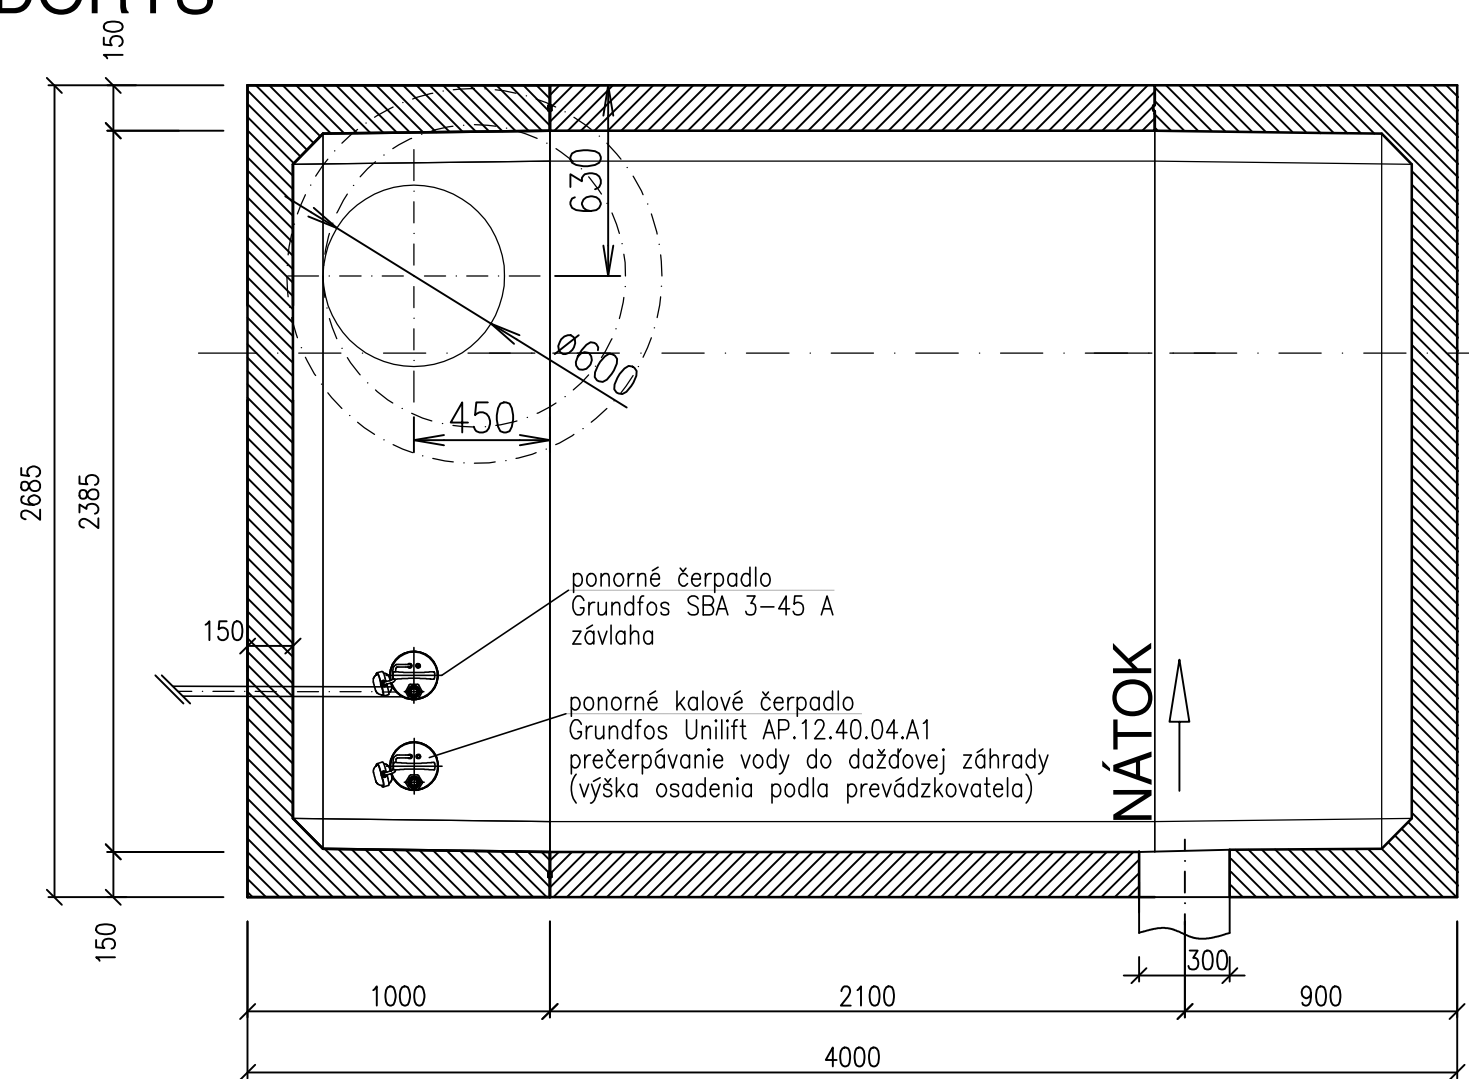 150
630
ø600
450
2685
2385
ponorné čerpadlo
Grundfos SBA 3-45 A
závlaha
150
ponorné kalové čerpadlo
Grundfos Unilift AP.12.40.04.A1
prečerpávanie vody do dažďovej záhrady
(výška osadenia podla prevádzkovatela)
NÁTOK
150
300
1000
2100
900
4000